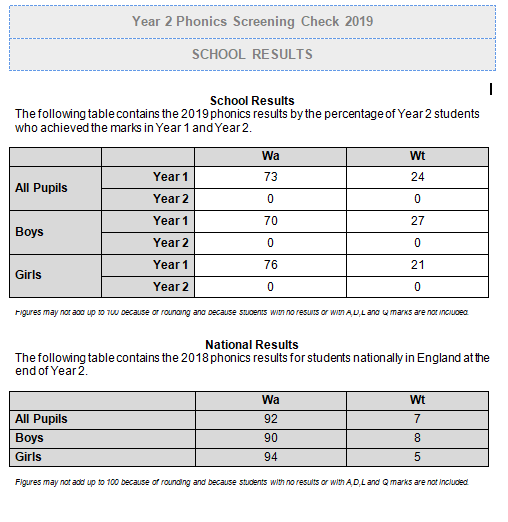 Year 2 Phonics Screening Check 2019
SCHOOL RESULTS
School Results
The following table contains the 2019 phonics results by the percentage of Year 2 students
who achieved the marks in Year 1 and Year 2.
Wa Wt
All Pupils Year 1 73 24
Year 2 0 0
Boys Year 1 70 27
Year 2 0 0
Girls Year 1 76 21
Year 2 0 0
Figures may not add up to 100 because of rounding and because students with no results or with A,D,L and Q marks are not included.
National Results
The following table contains the 2018 phonics results for students nationally in England at the
end of Year 2.
Wa Wt
All Pupils 92 7
Boys 90 8
Girls 94 5
Figures may not add up to 100 because of rounding and because students with no results or with A,D,L and Q marks are not included.